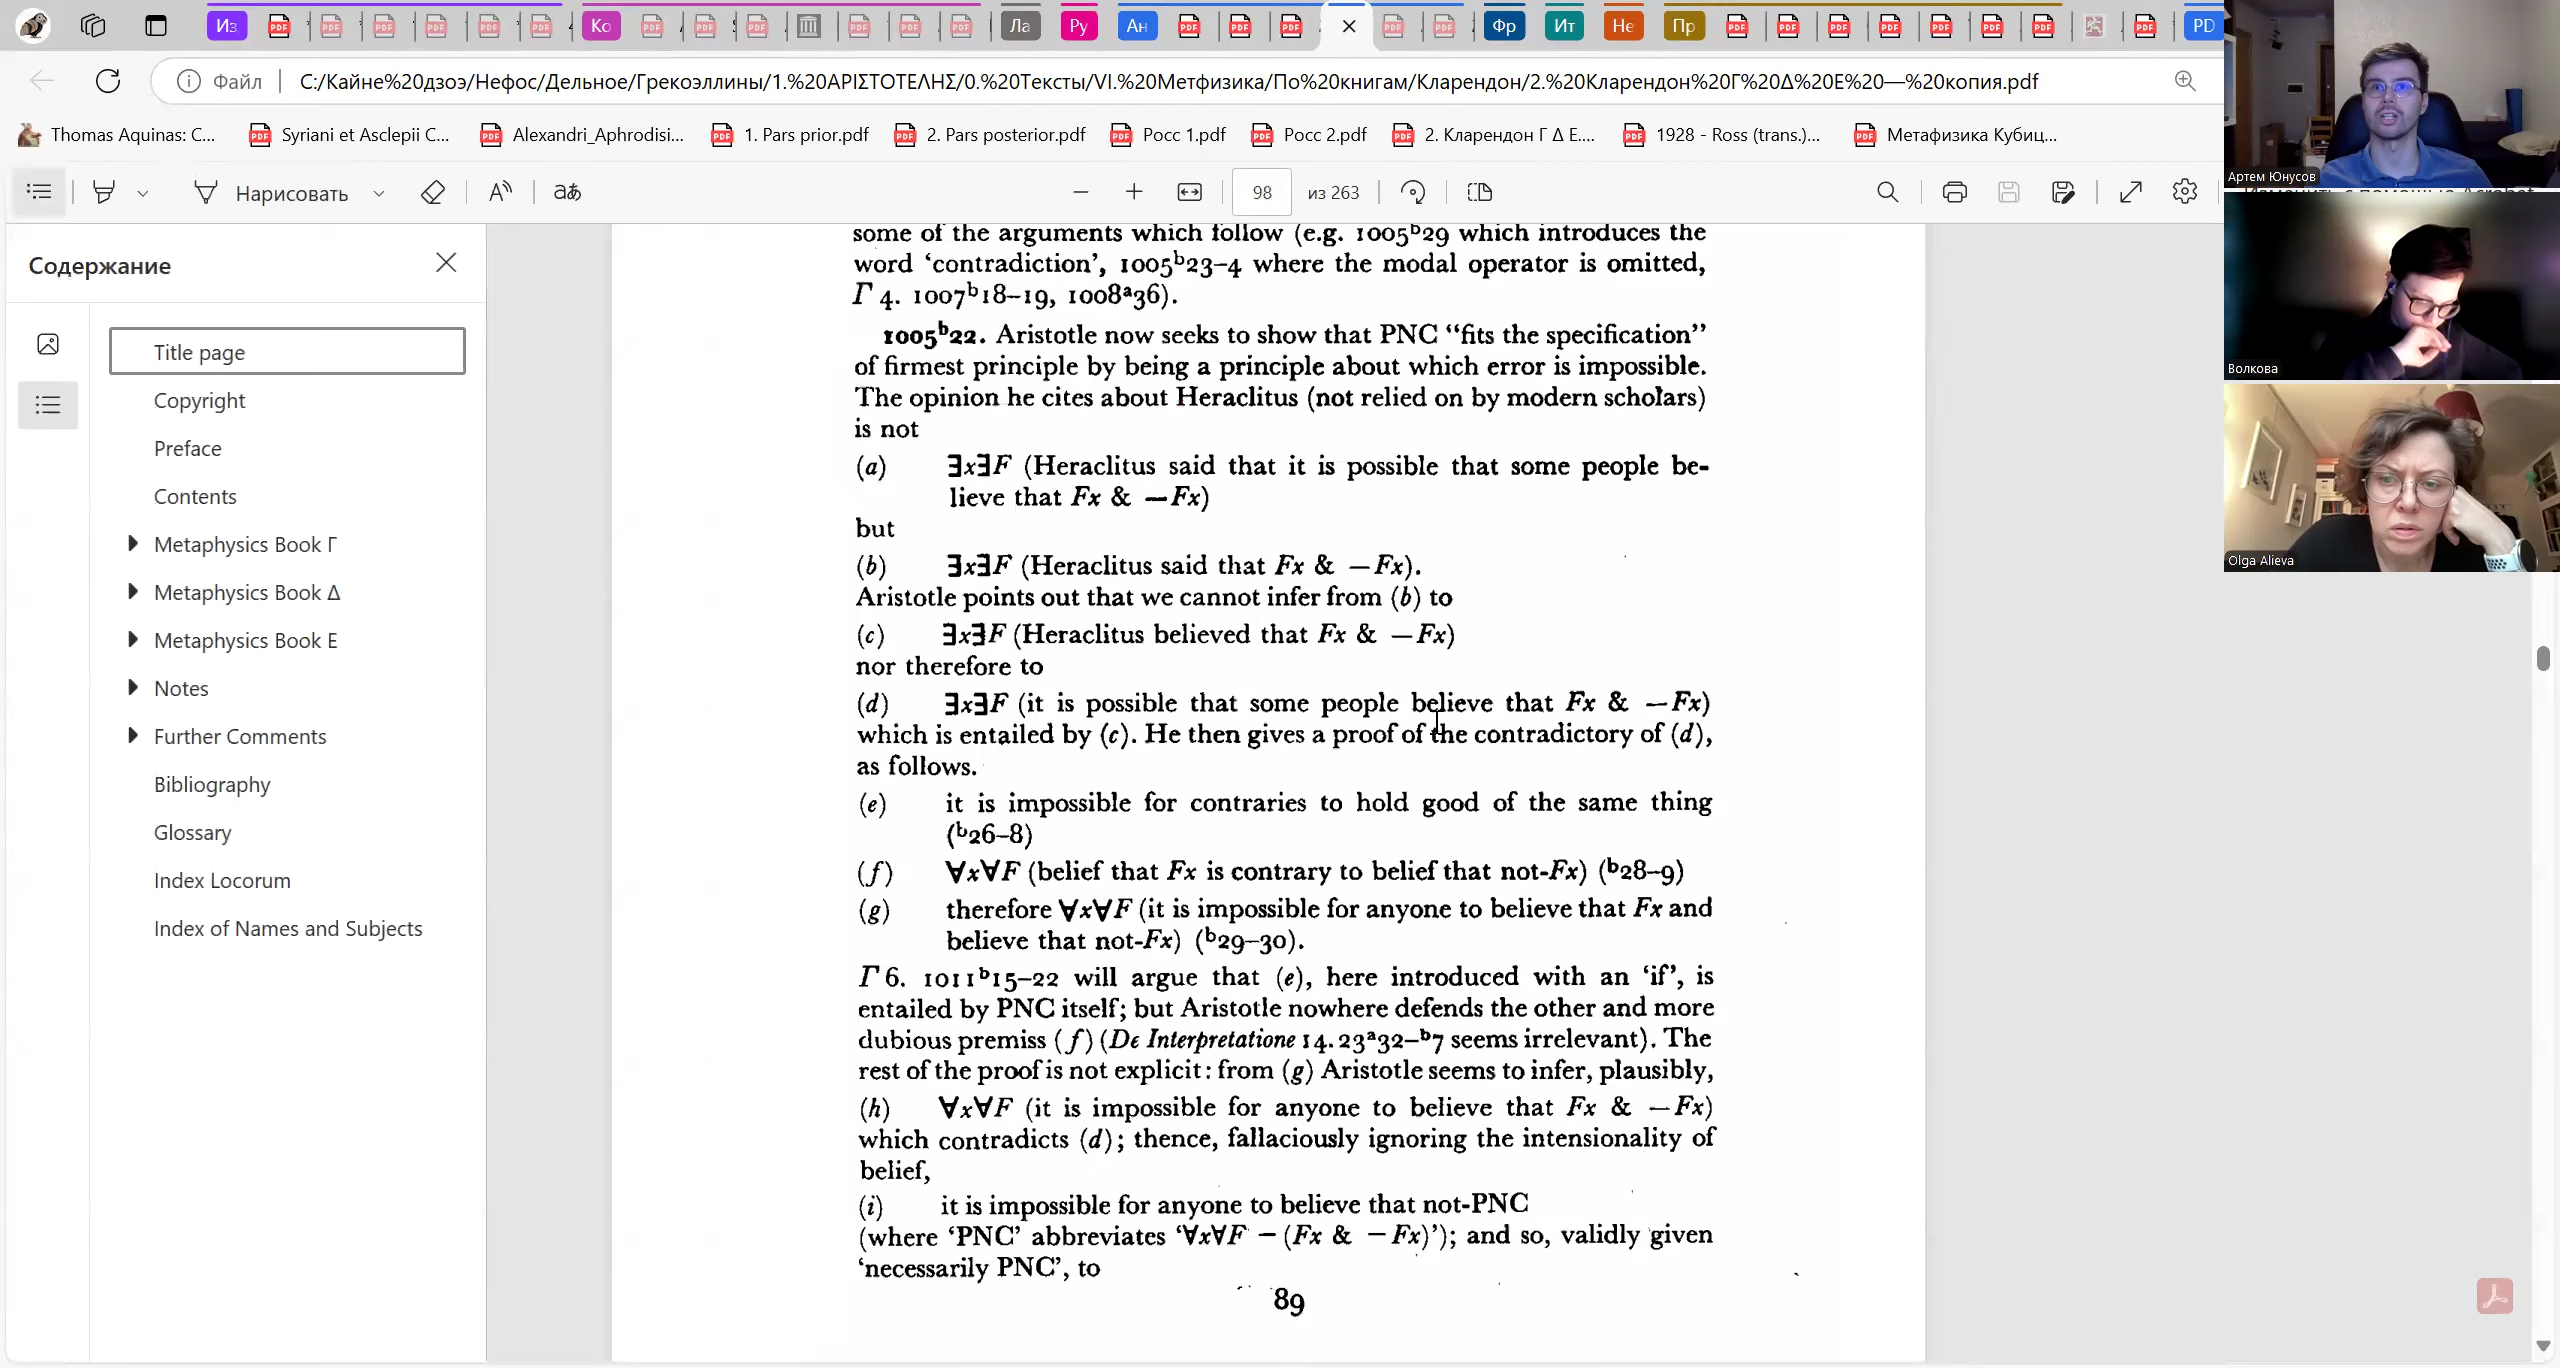 Из
Ко
Ла
Ру
Ан
Фр
Ит
Не
Пр
PD
Файл
C:/Кайне%20дзоэ/Нефос/Дельное/Грекоэллины/1.%20ΑΡΙΣΤΟΤΕΛΗΣ/0.%20Тексты/VI.%20Метфизика/По%20книгам/Кларендон/2.%20Кларендон%20Г%20Δ%20Е%20—%20копия.pdf
Thomas Aquinas: C...
Syriani et Asclepii C...
Alexandri_Aphrodisi...
1. Pars prior.pdf
2. Pars posterior.pdf
Росс 1.pdf
Росс 2.pdf
2. Кларендон Г Δ Е....
1928 - Ross (trans.)...
Метафизика Кубиц...
Нарисовать
98
из 263
Содержание
Title page
Copyright
Preface
Contents
Metaphysics Book Γ
Metaphysics Book Δ
Metaphysics Book E
Notes
Further Comments
Bibliography
Glossary
Index Locorum
Index of Names and Subjects
some of the arguments which follow (e.g. 1005ᵇ29 which introduces the
word ‘contradiction’, 1005ᵇ23–4 where the modal operator is omitted,
Γ 4. 1007ᵇ18–19, 1008ᵃ36).
1005ᵇ22. Aristotle now seeks to show that PNC “fits the specification”
of firmest principle by being a principle about which error is impossible.
The opinion he cites about Heraclitus (not relied on by modern scholars)
is not
(a) ∃x∃F (Heraclitus said that it is possible that some people be-
lieve that Fx & —Fx)
but
(b) ∃x∃F (Heraclitus said that Fx & —Fx).
Aristotle points out that we cannot infer from (b) to
(c) ∃x∃F (Heraclitus believed that Fx & —Fx)
nor therefore to
(d) ∃x∃F (it is possible that some people believe that Fx & —Fx)
which is entailed by (c). He then gives a proof of the contradictory of (d),
as follows.
(e) it is impossible for contraries to hold good of the same thing
(ᵇ26–8)
(f) ∀x∀F (belief that Fx is contrary to belief that not-Fx) (ᵇ28–9)
(g) therefore ∀x∀F (it is impossible for anyone to believe that Fx and
believe that not-Fx) (ᵇ29–30).
Γ 6. 1011ᵇ15–22 will argue that (e), here introduced with an ‘if’, is
entailed by PNC itself; but Aristotle nowhere defends the other and more
dubious premiss (f) (De Interpretatione 14. 23ᵃ32–ᵇ7 seems irrelevant). The
rest of the proof is not explicit: from (g) Aristotle seems to infer, plausibly,
(h) ∀x∀F (it is impossible for anyone to believe that Fx & —Fx)
which contradicts (d); thence, fallaciously ignoring the intensionality of
belief,
(i) it is impossible for anyone to believe that not-PNC
(where ‘PNC’ abbreviates ‘∀x∀F — (Fx & —Fx)’); and so, validly given
‘necessarily PNC’, to
89
Артем Юнусов
Волкова
Olga Alieva